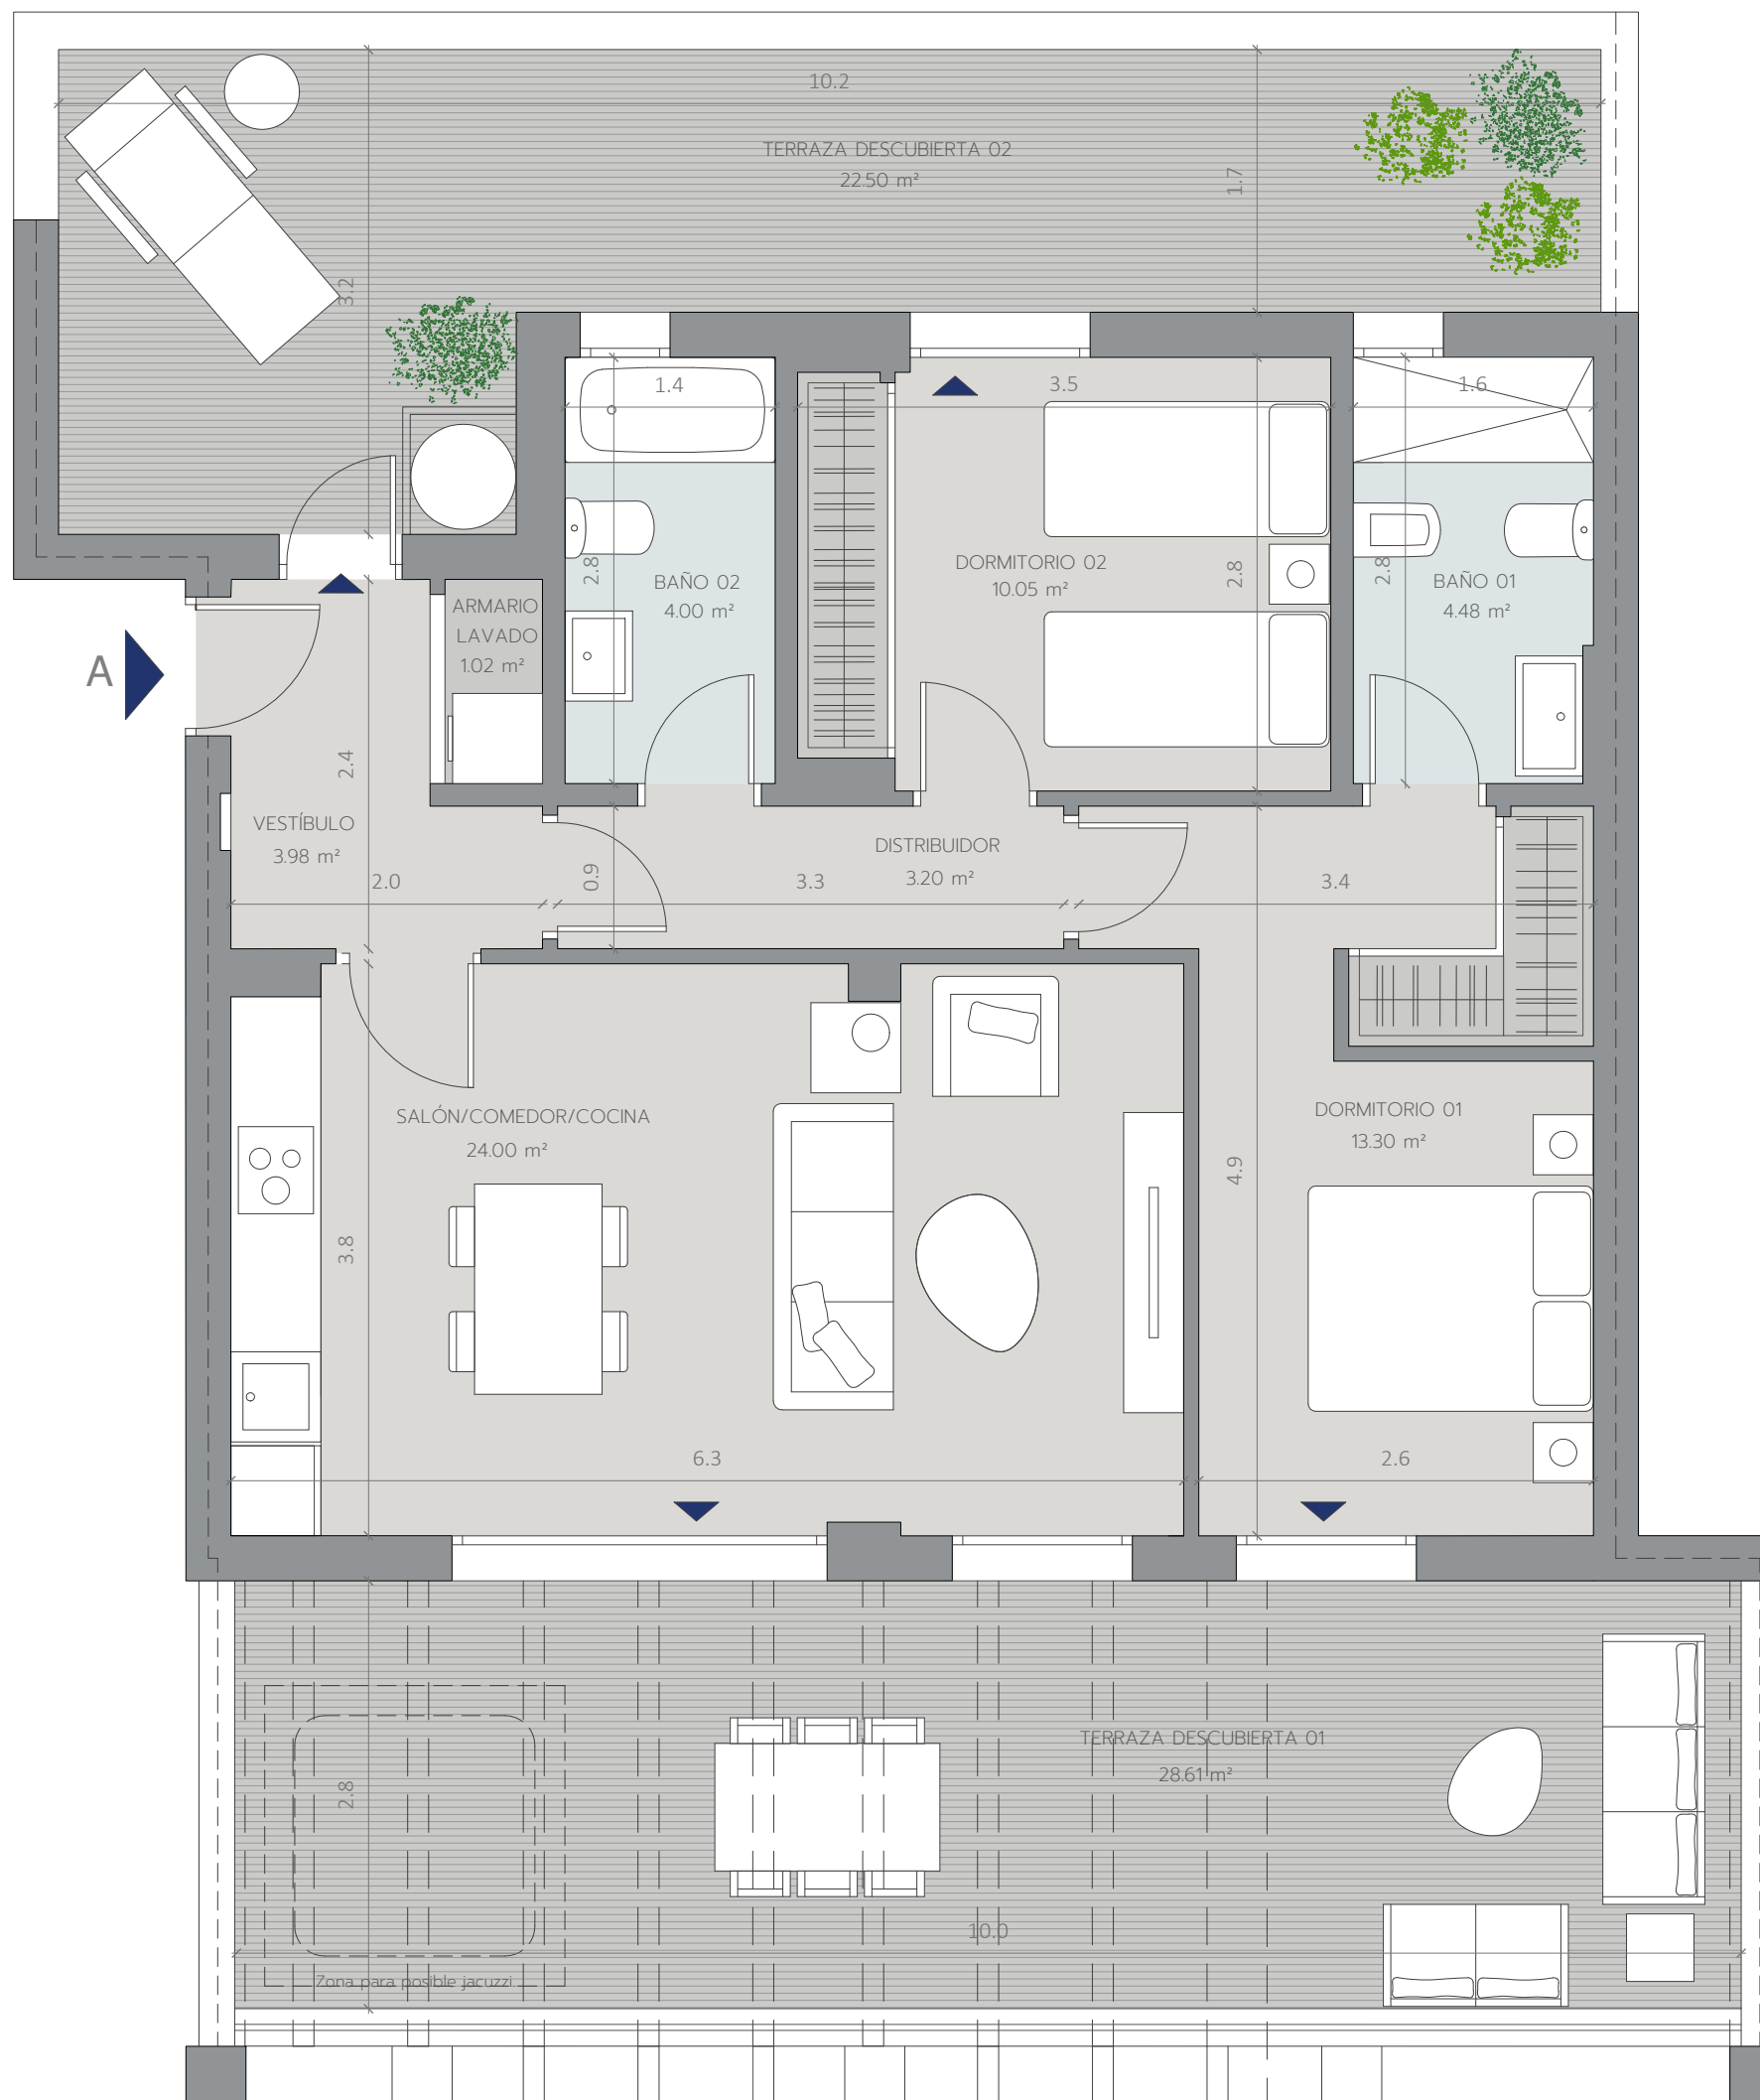 10.2
TERRAZA DESCUBIERTA 02
22.50 m²
1.7
3.2
1.4
3.5
1.6
2.8
BAÑO 02
4.00 m²
DORMITORIO 02
10.05 m²
2.8
2.8
BAÑO 01
4.48 m²
ARMARIO
LAVADO
1.02 m²
A
2.4
VESTÍBULO
3.98 m²
2.0
0.9
DISTRIBUIDOR
3.20 m²
3.3
3.4
SALÓN/COMEDOR/COCINA
24.00 m²
DORMITORIO 01
13.30 m²
4.9
3.8
6.3
2.6
TERRAZA DESCUBIERTA 01
28.61 m²
2.8
10.0
Zona para posible jacuzzi